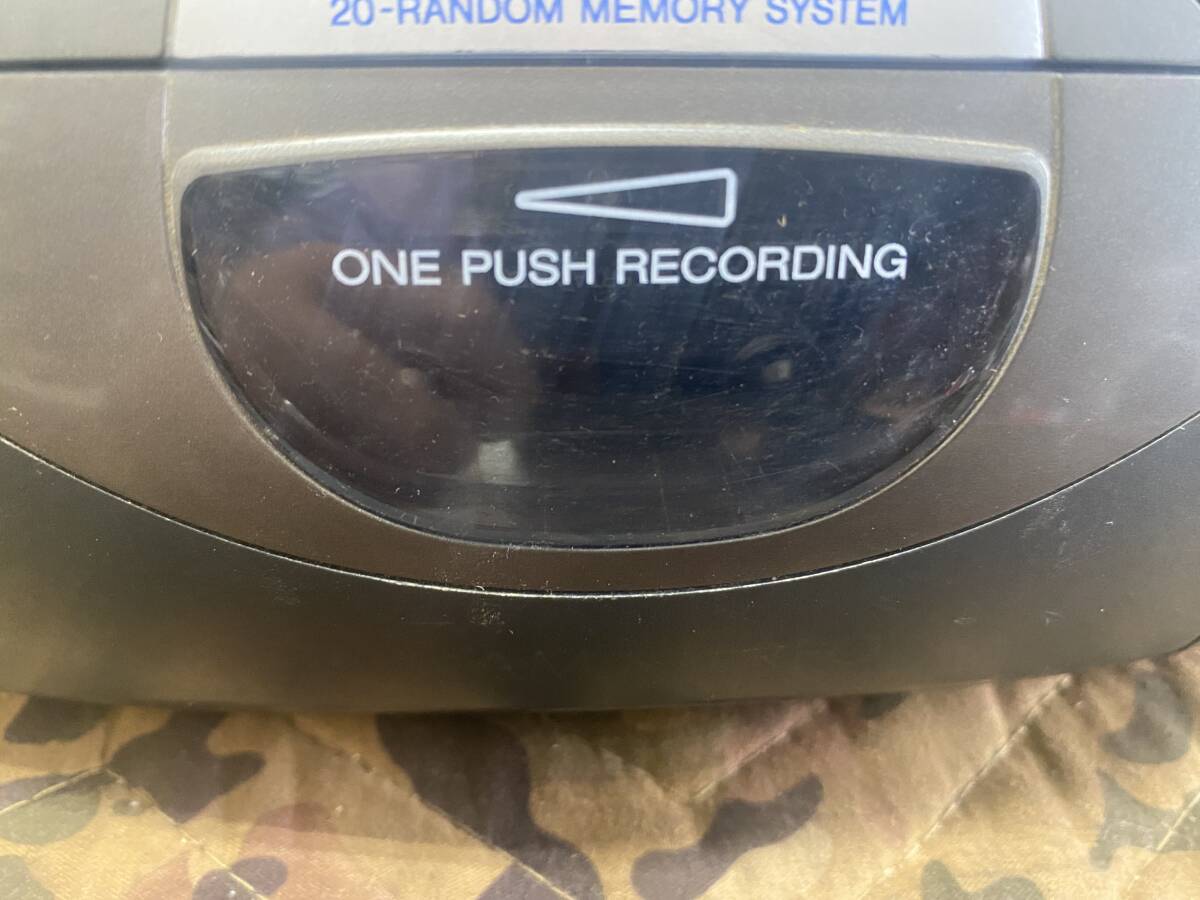 20-RANDOM MEMORY SYSTEM
ONE PUSH RECORDING